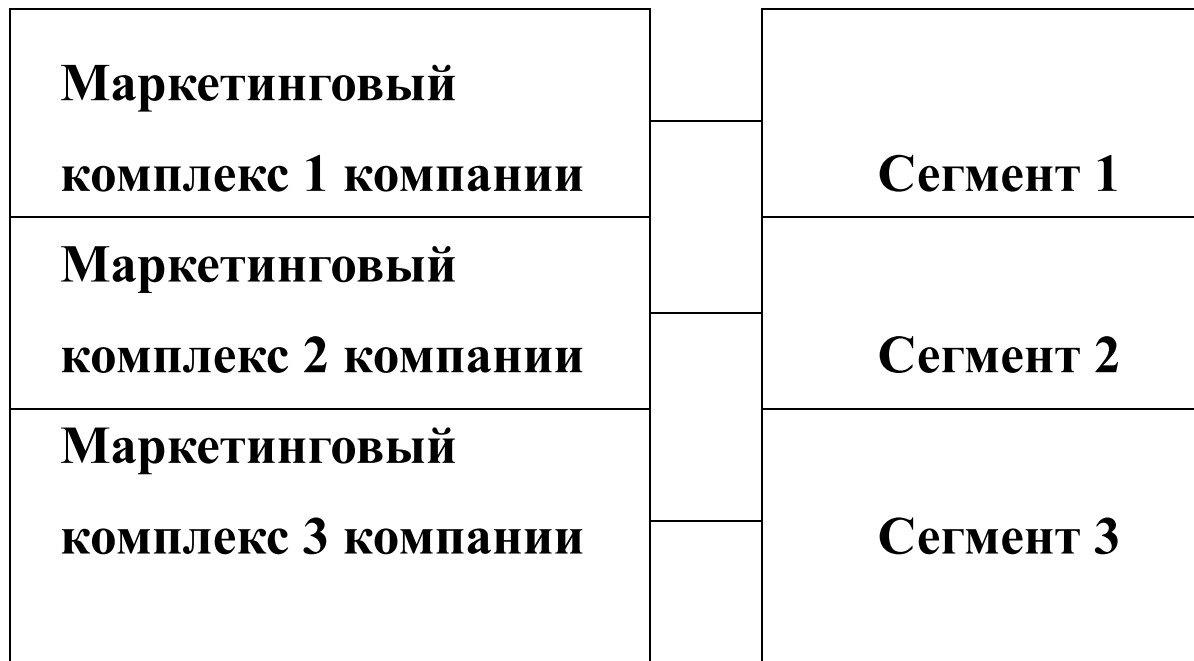 Маркетинговый
комплекс 1 компании
Сегмент 1
Маркетинговый
комплекс 2 компании
Сегмент 2
Маркетинговый
комплекс 3 компании
Сегмент 3